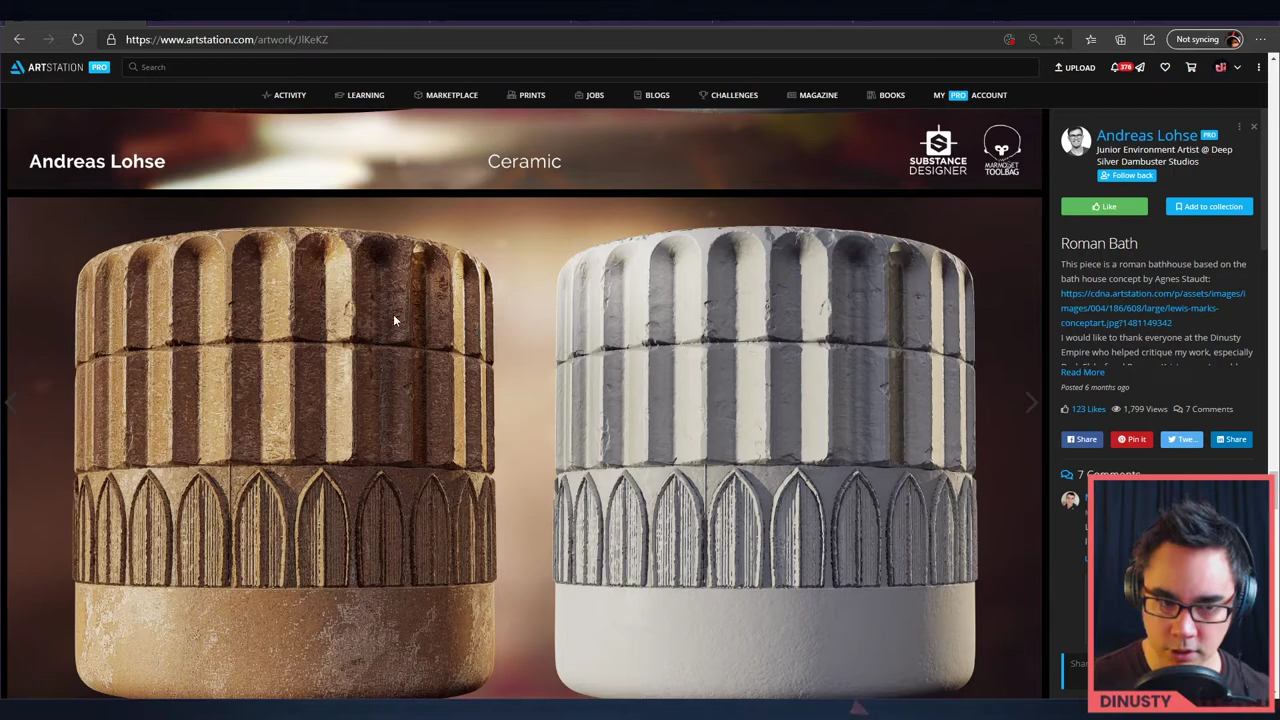 https://www.artstation.com/artwork/JlKeKZ
Not syncing
ARTSTATION PRO
Search
UPLOAD
376
ACTIVITY
LEARNING
MARKETPLACE
PRINTS
JOBS
BLOGS
CHALLENGES
MAGAZINE
BOOKS
MY PRO ACCOUNT
Andreas Lohse
Ceramic
SUBSTANCE
DESIGNER
MARMOSET
TOOLBAG
Andreas Lohse PRO
Junior Environment Artist @ Deep
Silver Dambuster Studios
Follow back
Like
Add to collection
Roman Bath
This piece is a roman bathhouse based on the
bath house concept by Agnes Staudt:
https://cdna.artstation.com/p/assets/images/i
mages/004/186/608/large/lewis-marks-
conceptart.jpg?1481149342
I would like to thank everyone at the Dinusty
Empire who helped critique my work, especially
Read More
Posted 6 months ago
123 Likes
1,799 Views
7 Comments
Share
Pin it
Twe...
Share
7 Comments
DINUSTY